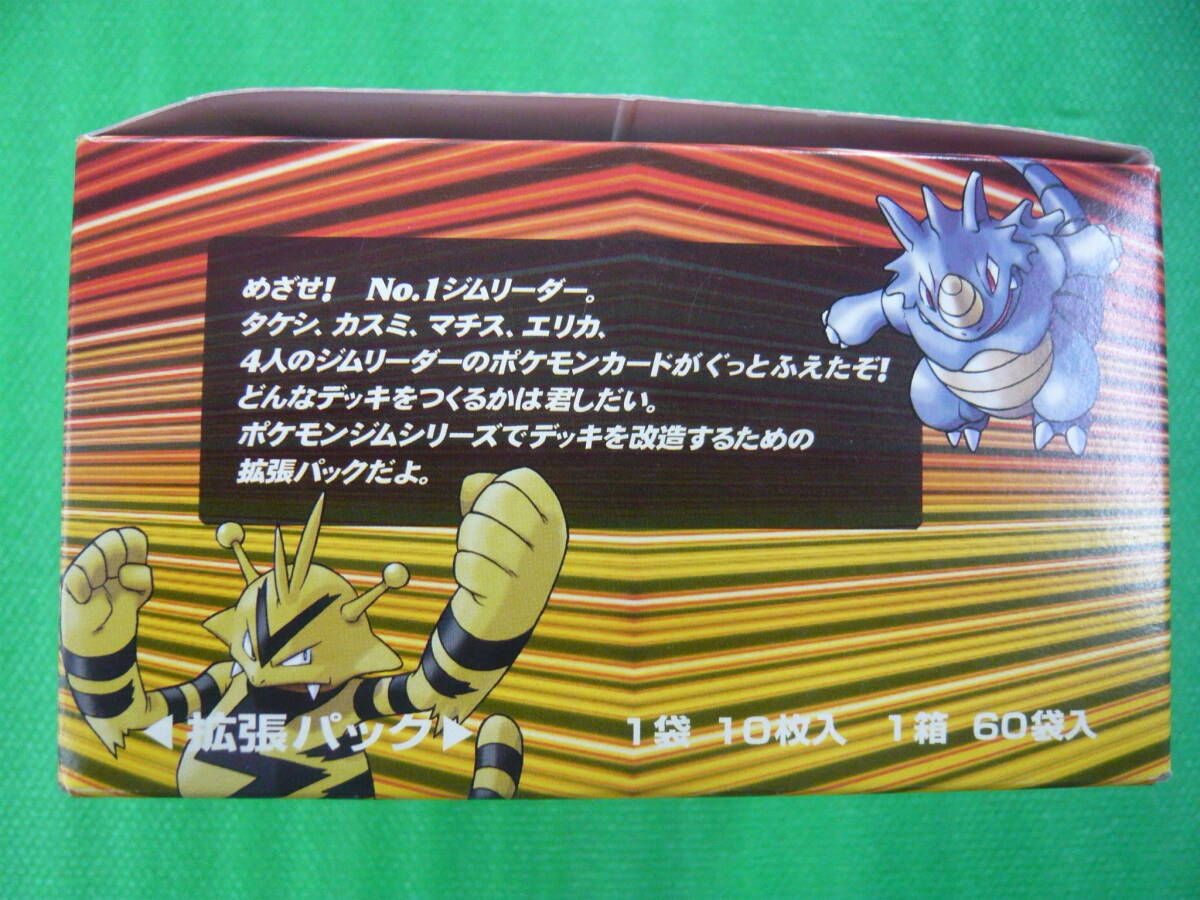 めざせ! No.1ジムリーダー。
タケシ、カスミ、マチス、エリカ、
4人のジムリーダーのポケモンカードがぐっとふえたぞ!
どんなデッキをつくるかは君しだい。
ポケモンジムシリーズでデッキを改造するための
拡張パックだよ。
◀拡張パック▶ 1袋 10枚入 1箱 60袋入